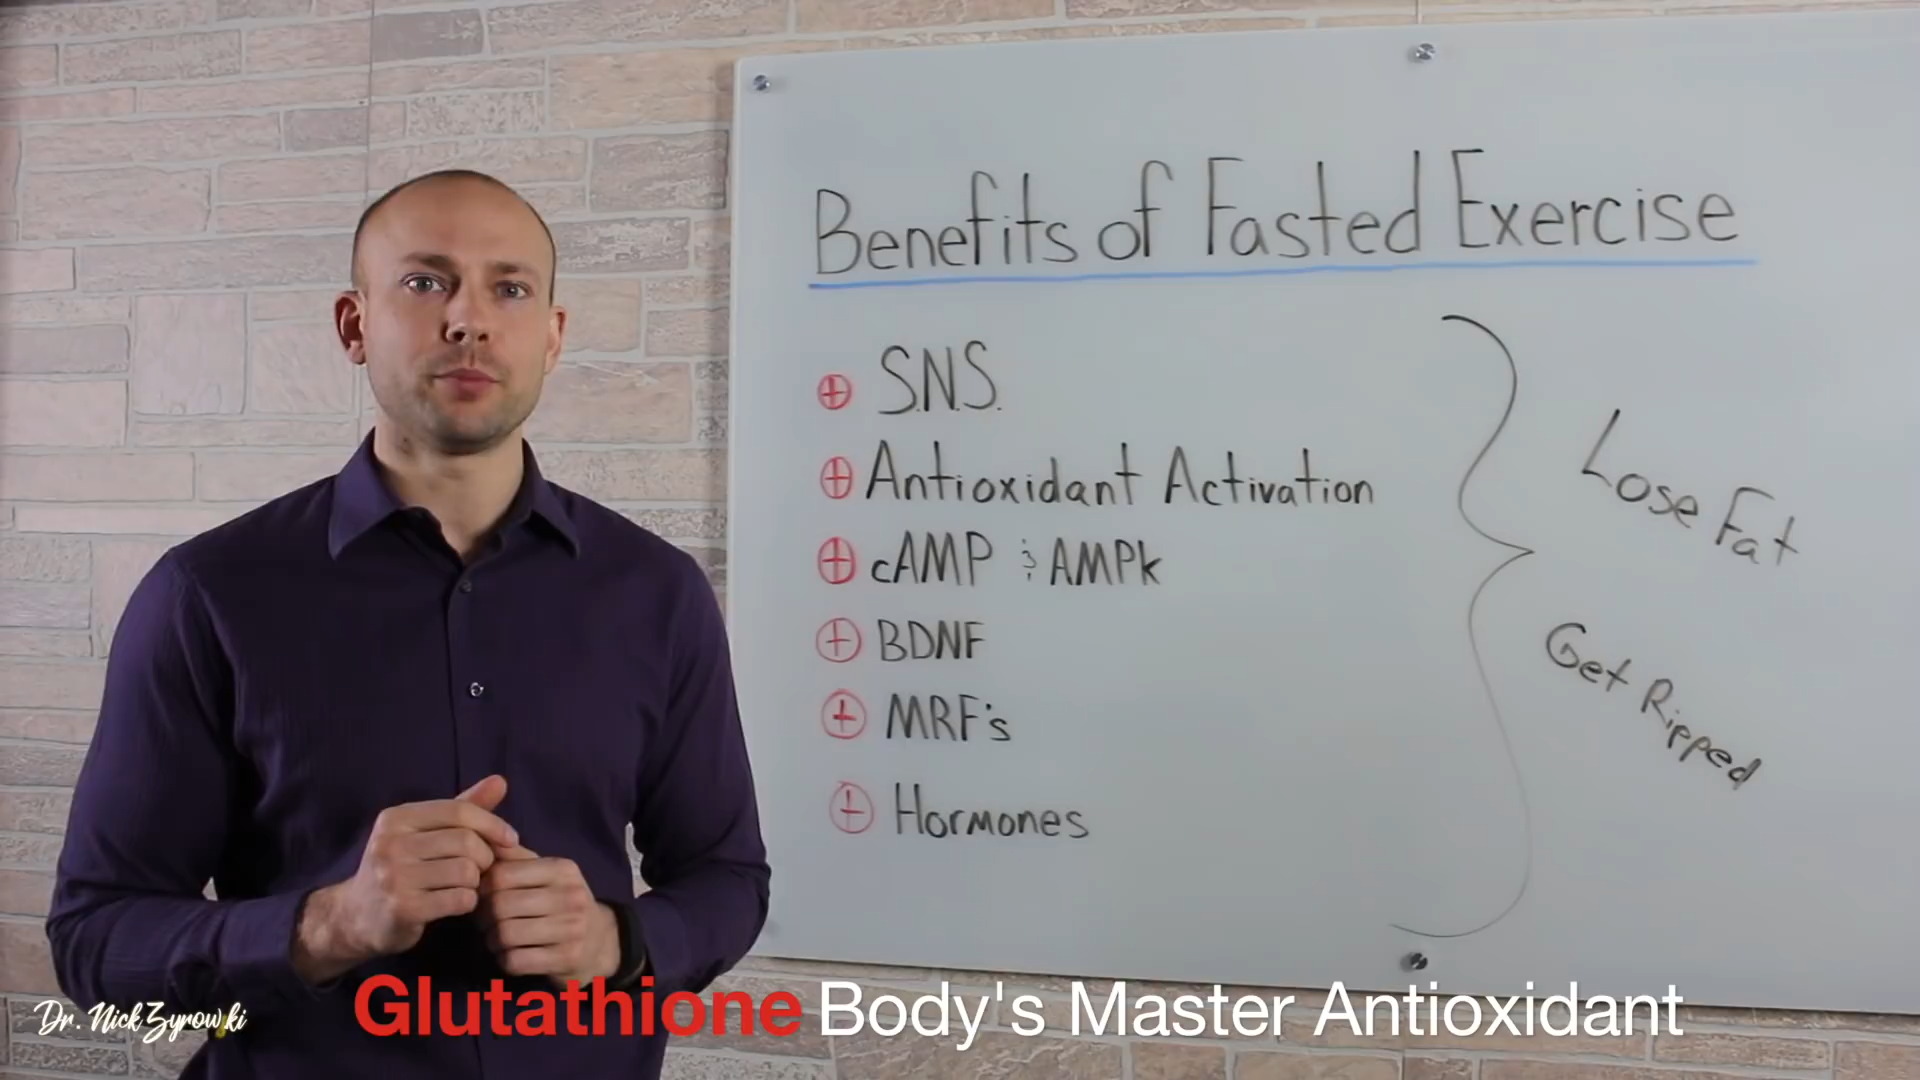 Benefits of Fasted Exercise
⊕ S.N.S.
⊕ Antioxidant Activation
⊕ cAMP & AMPk
⊕ BDNF
⊕ MRF's
⊕ Hormones
Lose Fat
Get Ripped
Glutathione Body's Master Antioxidant
Dr. Nick Zyrowski